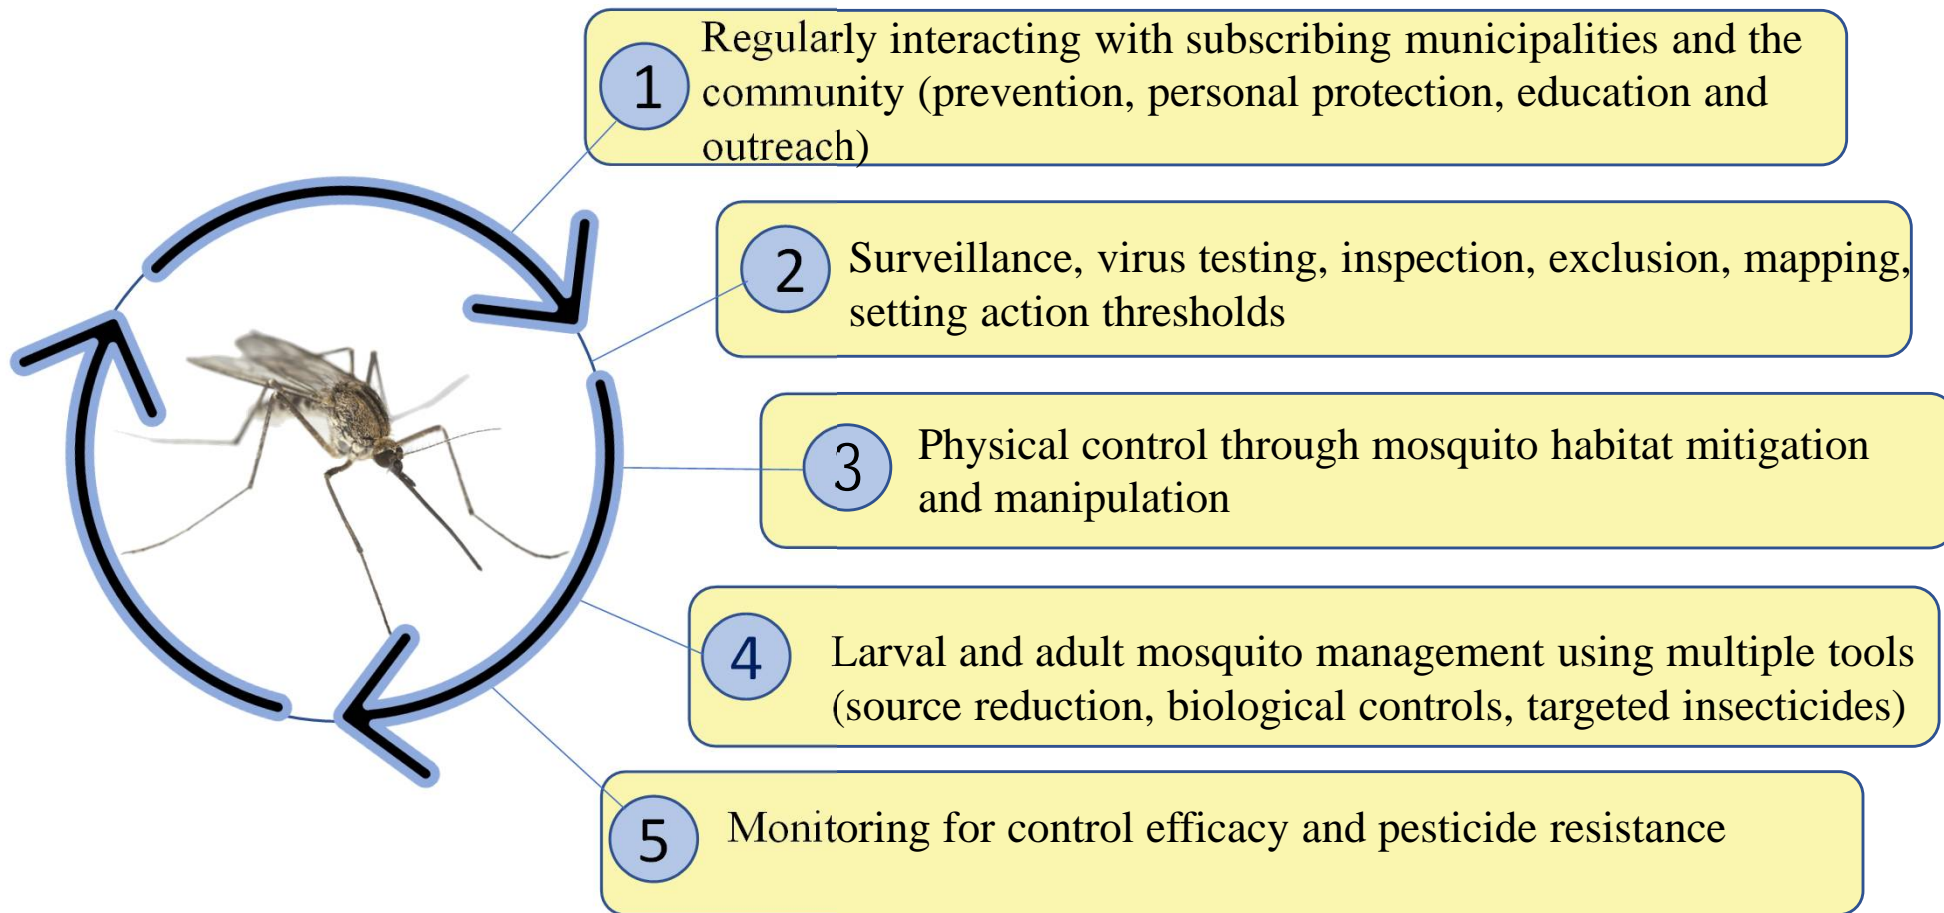 1
Regularly interacting with subscribing municipalities and the
community (prevention, personal protection, education and
outreach)
2
Surveillance, virus testing, inspection, exclusion, mapping,
setting action thresholds
3
Physical control through mosquito habitat mitigation
and manipulation
4
Larval and adult mosquito management using multiple tools
(source reduction, biological controls, targeted insecticides)
5
Monitoring for control efficacy and pesticide resistance